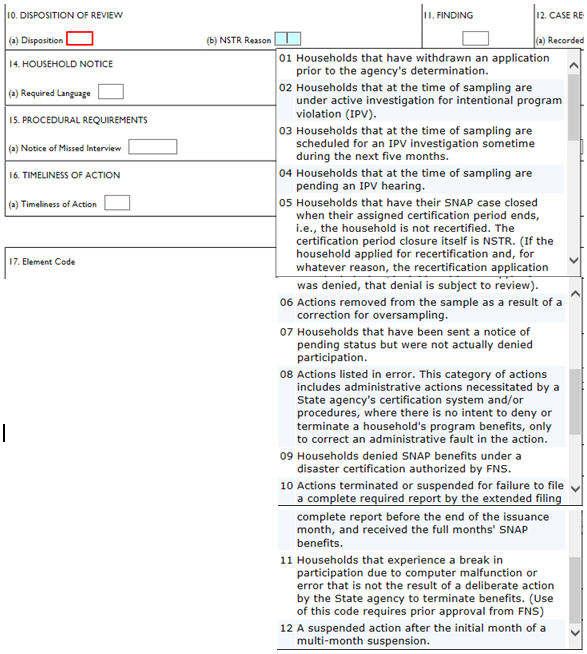 10. DISPOSITION OF REVIEW
11. FINDING
12. CASE RE
(a) Disposition
(b) NSTR Reason
(a) Recorded
14. HOUSEHOLD NOTICE
(a) Required Language
15. PROCEDURAL REQUIREMENTS
(a) Notice of Missed Interview
16. TIMELINESS OF ACTION
(a) Timeliness of Action
17. Element Code
01 Households that have withdrawn an application
prior to the agency's determination.
02 Households that at the time of sampling are
under active investigation for intentional program
violation (IPV).
03 Households that at the time of sampling are
scheduled for an IPV investigation sometime
during the next five months.
04 Households that at the time of sampling are
pending an IPV hearing.
05 Households that have their SNAP case closed
when their assigned certification period ends,
i.e., the household is not recertified. The
certification period closure itself is NSTR. (If the
household applied for recertification and, for
whatever reason, the recertification application
was denied, that denial is subject to review).
06 Actions removed from the sample as a result of a
correction for oversampling.
07 Households that have been sent a notice of
pending status but were not actually denied
participation.
08 Actions listed in error. This category of actions
includes administrative actions necessitated by a
State agency's certification system and/or
procedures, where there is no intent to deny or
terminate a household's program benefits, only
to correct an administrative fault in the action.
09 Households denied SNAP benefits under a
disaster certification authorized by FNS.
10 Actions terminated or suspended for failure to file
a complete required report by the extended filing
complete report before the end of the issuance
month, and received the full months' SNAP
benefits.
11 Households that experience a break in
participation due to computer malfunction or
error that is not the result of a deliberate action
by the State agency to terminate benefits. (Use
of this code requires prior approval from FNS)
12 A suspended action after the initial month of a
multi-month suspension.